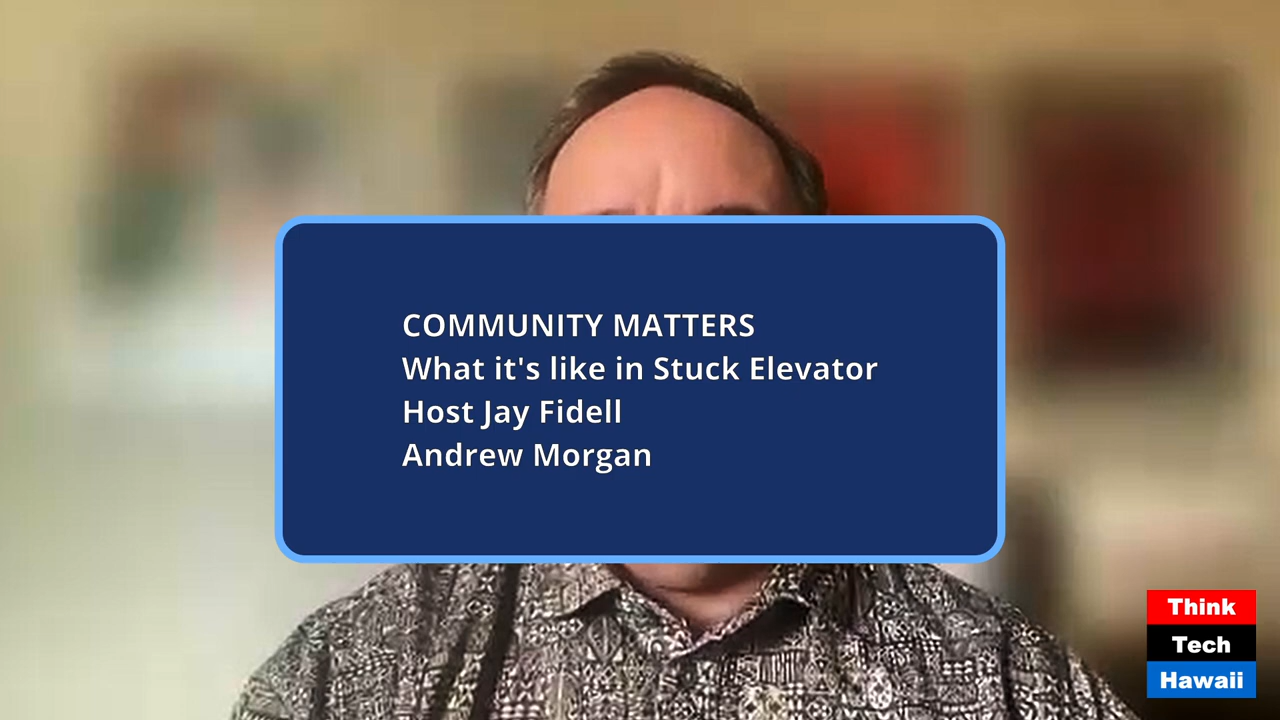 COMMUNITY MATTERS
What it's like in Stuck Elevator
Host Jay Fidell
Andrew Morgan
Think
Tech
Hawaii